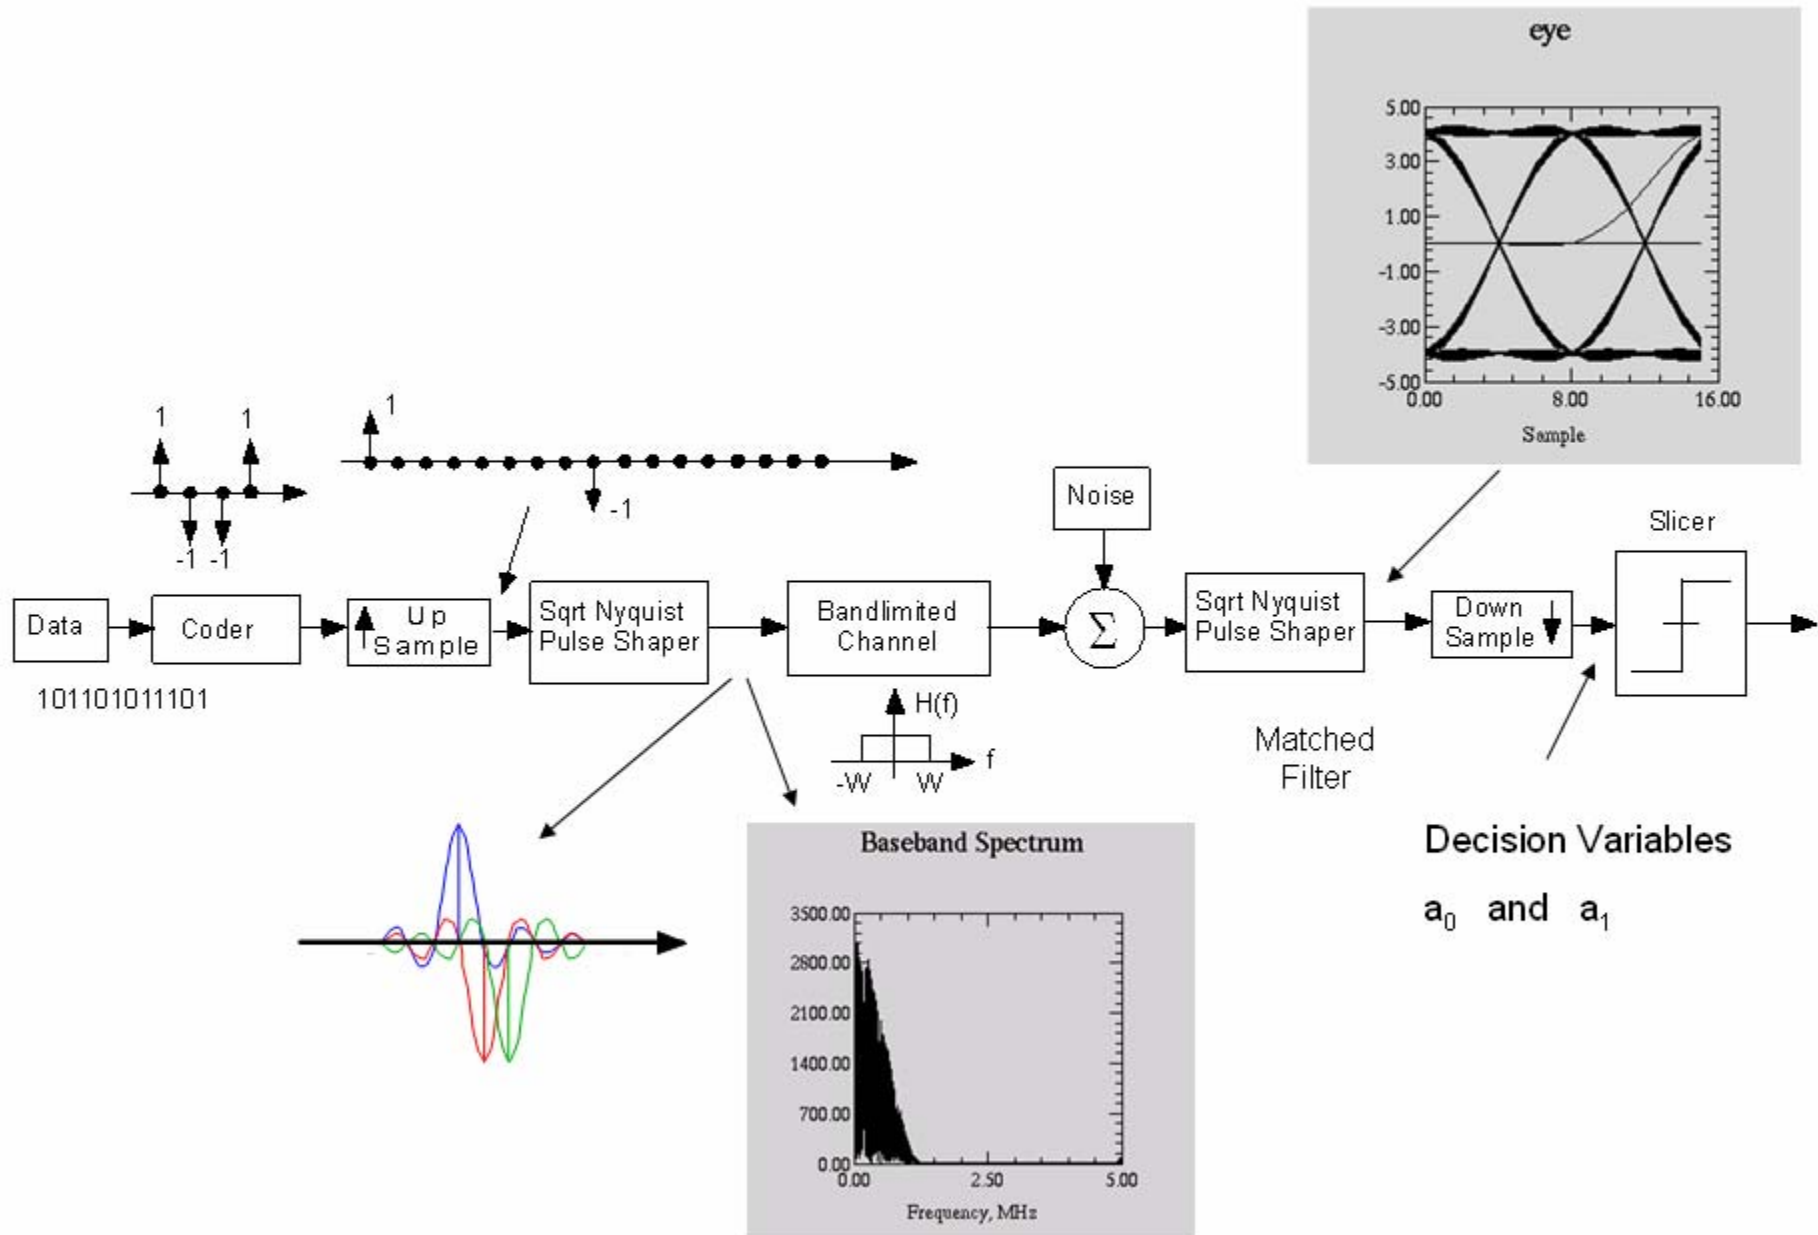 eye
5.00
3.00
1.00
-1.00
-3.00
-5.00
0.00 8.00 16.00
Sample
1 1
-1 -1
1
-1
Noise
Slicer
Data
Coder
Up
Sample
Sqrt Nyquist
Pulse Shaper
Bandlimited
Channel
Σ
Sqrt Nyquist
Pulse Shaper
Down
Sample
101101011101
H(f)
f
-W W
Matched
Filter
Decision Variables
a0 and a1
Baseband Spectrum
3500.00
2800.00
2100.00
1400.00
700.00
0.00
0.00 2.50 5.00
Frequency, MHz